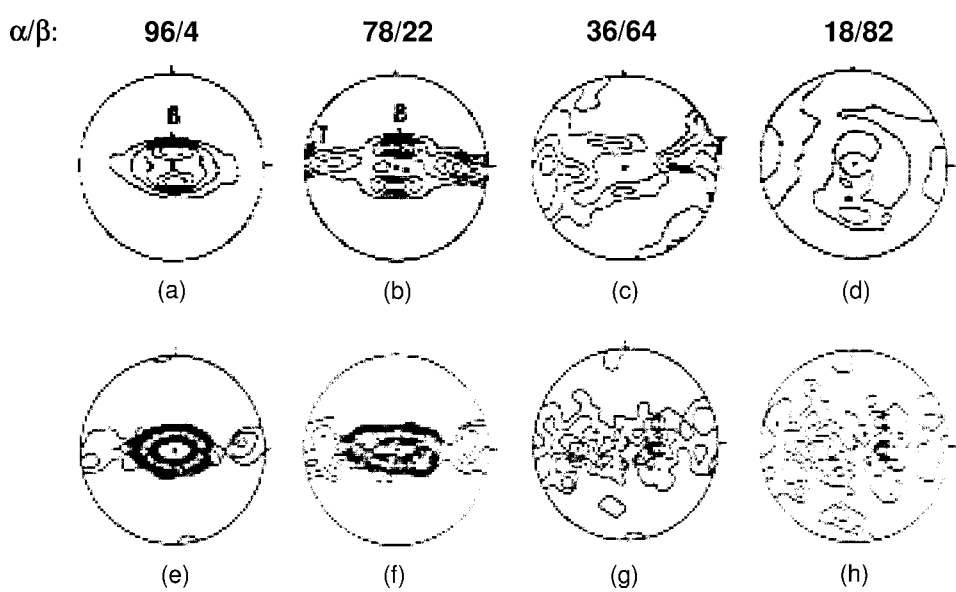 α/β: 96/4 78/22 36/64 18/82
B B
T T
T
(a) (b) (c) (d)
(e) (f) (g) (h)